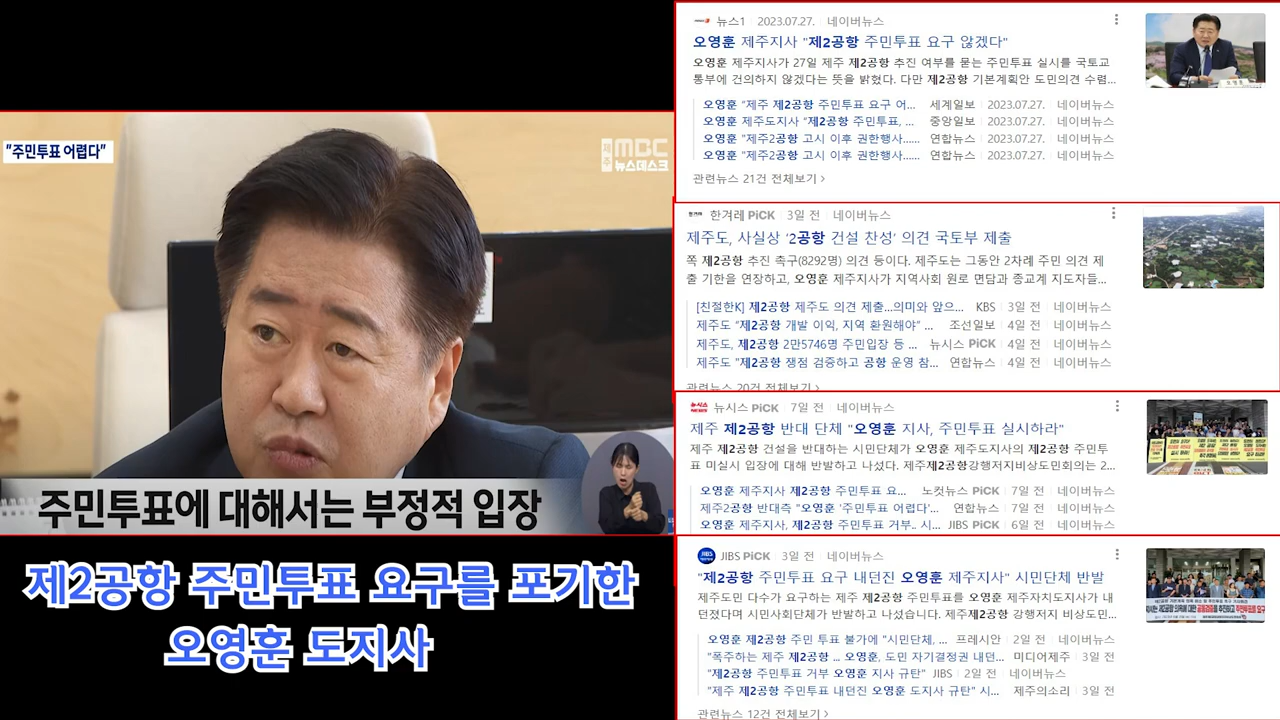 "주민투표 어렵다"
제주 MBC
뉴스데스크
주민투표에 대해서는 부정적 입장
제2공항 주민투표 요구를 포기한
오영훈 도지사
뉴스1 2023.07.27. 네이버뉴스
오영훈 제주지사 "제2공항 주민투표 요구 않겠다"
오영훈 제주지사가 27일 제주 제2공항 추진 여부를 묻는 주민투표 실시를 국토교
통부에 건의하지 않겠다는 뜻을 밝혔다. 다만 제2공항 기본계획안 도민의견 수렴...
오영훈 "제주 제2공항 주민투표 요구 어... 세계일보 2023.07.27. 네이버뉴스
오영훈 제주도지사 "제2공항 주민투표, ... 중앙일보 2023.07.27. 네이버뉴스
오영훈 "제주2공항 고시 이후 권한행사...... 연합뉴스 2023.07.27. 네이버뉴스
오영훈 "제주2공항 고시 이후 권한행사...... 연합뉴스 2023.07.27. 네이버뉴스
관련뉴스 21건 전체보기 >
한겨레 한겨레 PiCK 3일 전 네이버뉴스
제주도, 사실상 '2공항 건설 찬성' 의견 국토부 제출
쪽 제2공항 추진 촉구(8292명) 의견 등이다. 제주도는 그동안 2차례 주민 의견 제
출 기한을 연장하고, 오영훈 제주지사가 지역사회 원로 면담과 종교계 지도자들...
[친절한K] 제2공항 제주도 의견 제출...의미와 앞으... KBS 3일 전 네이버뉴스
제주도 "제2공항 개발 이익, 지역 환원해야" ... 조선일보 4일 전 네이버뉴스
제주도, 제2공항 2만5746명 주민입장 등 ... 뉴시스 PiCK 4일 전 네이버뉴스
제주도 "제2공항 쟁점 검증하고 공항 운영 참... 연합뉴스 4일 전 네이버뉴스
관련뉴스 20건 전체보기 >
뉴시스 NEWS 뉴시스 PiCK 7일 전 네이버뉴스
제주 제2공항 반대 단체 "오영훈 지사, 주민투표 실시하라"
제주 제2공항 건설을 반대하는 시민단체가 오영훈 제주도지사의 제2공항 주민투
표 미실시 입장에 대해 반발하고 나섰다. 제주제2공항강행저지비상도민회의는 2...
오영훈 제주지사 제2공항 주민투표 요... 노컷뉴스 PiCK 7일 전 네이버뉴스
제주2공항 반대측 "오영훈 '주민투표 어렵다'... 연합뉴스 7일 전 네이버뉴스
오영훈 제주지사, 제2공항 주민투표 거부.. 시... JIBS PiCK 6일 전 네이버뉴스
JIBS JIBS PiCK 3일 전 네이버뉴스
"제2공항 주민투표 요구 내던진 오영훈 제주지사" 시민단체 반발
제주도민 다수가 요구하는 제주 제2공항 주민투표를 오영훈 제주자치도지사가 내
던졌다며 시민사회단체가 반발하고 나섰습니다. 제주제2공항 강행저지 비상도민...
오영훈 제2공항 주민 투표 불가에 "시민단체, ... 프레시안 2일 전 네이버뉴스
"폭주하는 제주 제2공항 ... 오영훈, 도민 자기결정권 내던... 미디어제주 3일 전
"제2공항 주민투표 거부 오영훈 지사 규탄" JIBS 2일 전 네이버뉴스
"제주 제2공항 주민투표 내던진 오영훈 도지사 규탄" 시... 제주의소리 3일 전
관련뉴스 12건 전체보기 >